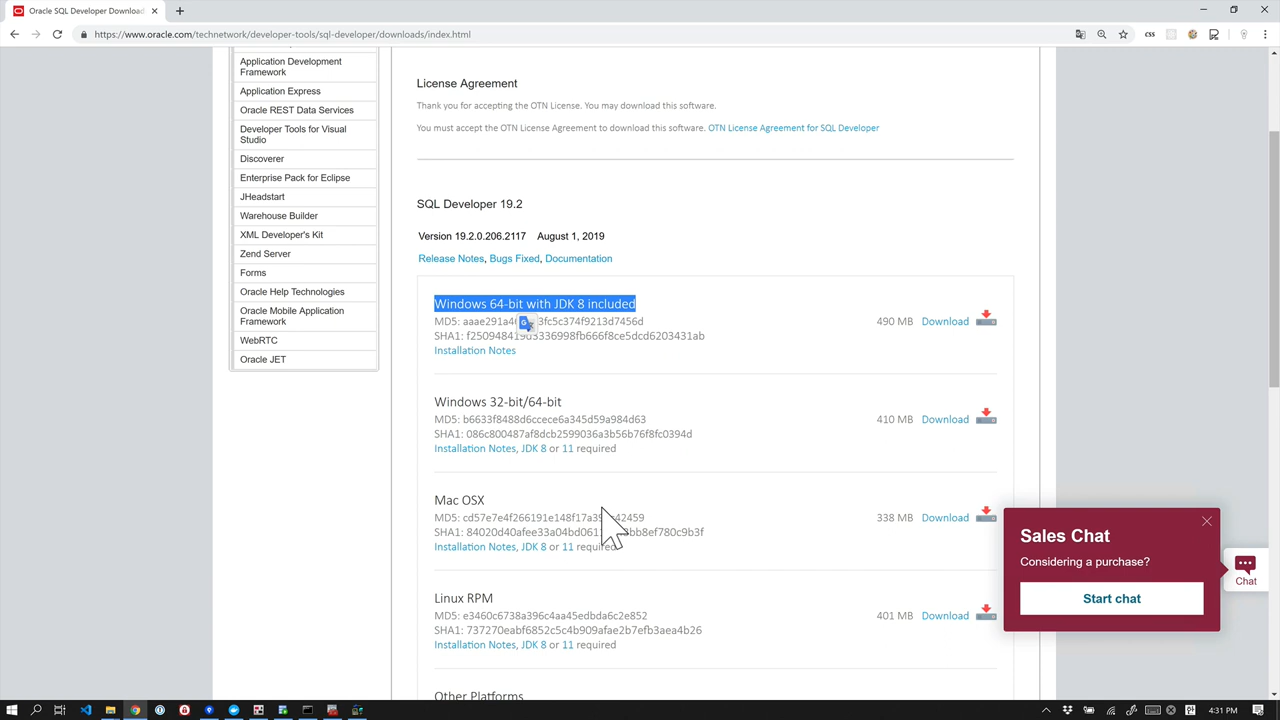 Oracle SQL Developer Download
https://www.oracle.com/technetwork/developer-tools/sql-developer/downloads/index.html
css
Application Development
Framework
Application Express
Oracle REST Data Services
Developer Tools for Visual
Studio
Discoverer
Enterprise Pack for Eclipse
JHeadstart
Warehouse Builder
XML Developer's Kit
Zend Server
Forms
Oracle Help Technologies
Oracle Mobile Application
Framework
WebRTC
Oracle JET
License Agreement
Thank you for accepting the OTN License. You may download this software.
You must accept the OTN License Agreement to download this software. OTN License Agreement for SQL Developer
SQL Developer 19.2
Version 19.2.0.206.2117 August 1, 2019
Release Notes, Bugs Fixed, Documentation
Windows 64-bit with JDK 8 included
MD5:
SHA1:
Installation Notes
490 MB Download
Windows 32-bit/64-bit
MD5: b6633f8488d6ccece6a345d59a984d63
SHA1: 086c800487af8dcb2599036a3b56b76f8fc0394d
Installation Notes, JDK 8 or 11 required
410 MB Download
Mac OSX
MD5:
SHA1:
Installation Notes, JDK 8 or 11 required
338 MB Download
Linux RPM
MD5: e3460c6738a396c4aa45edbda6c2e852
SHA1: 737270eabf6852c5c4b909afae2b7efb3aea4b26
Installation Notes, JDK 8 or 11 required
401 MB Download
Other Platforms
Sales Chat
Considering a purchase?
Start chat
Chat
4:31 PM